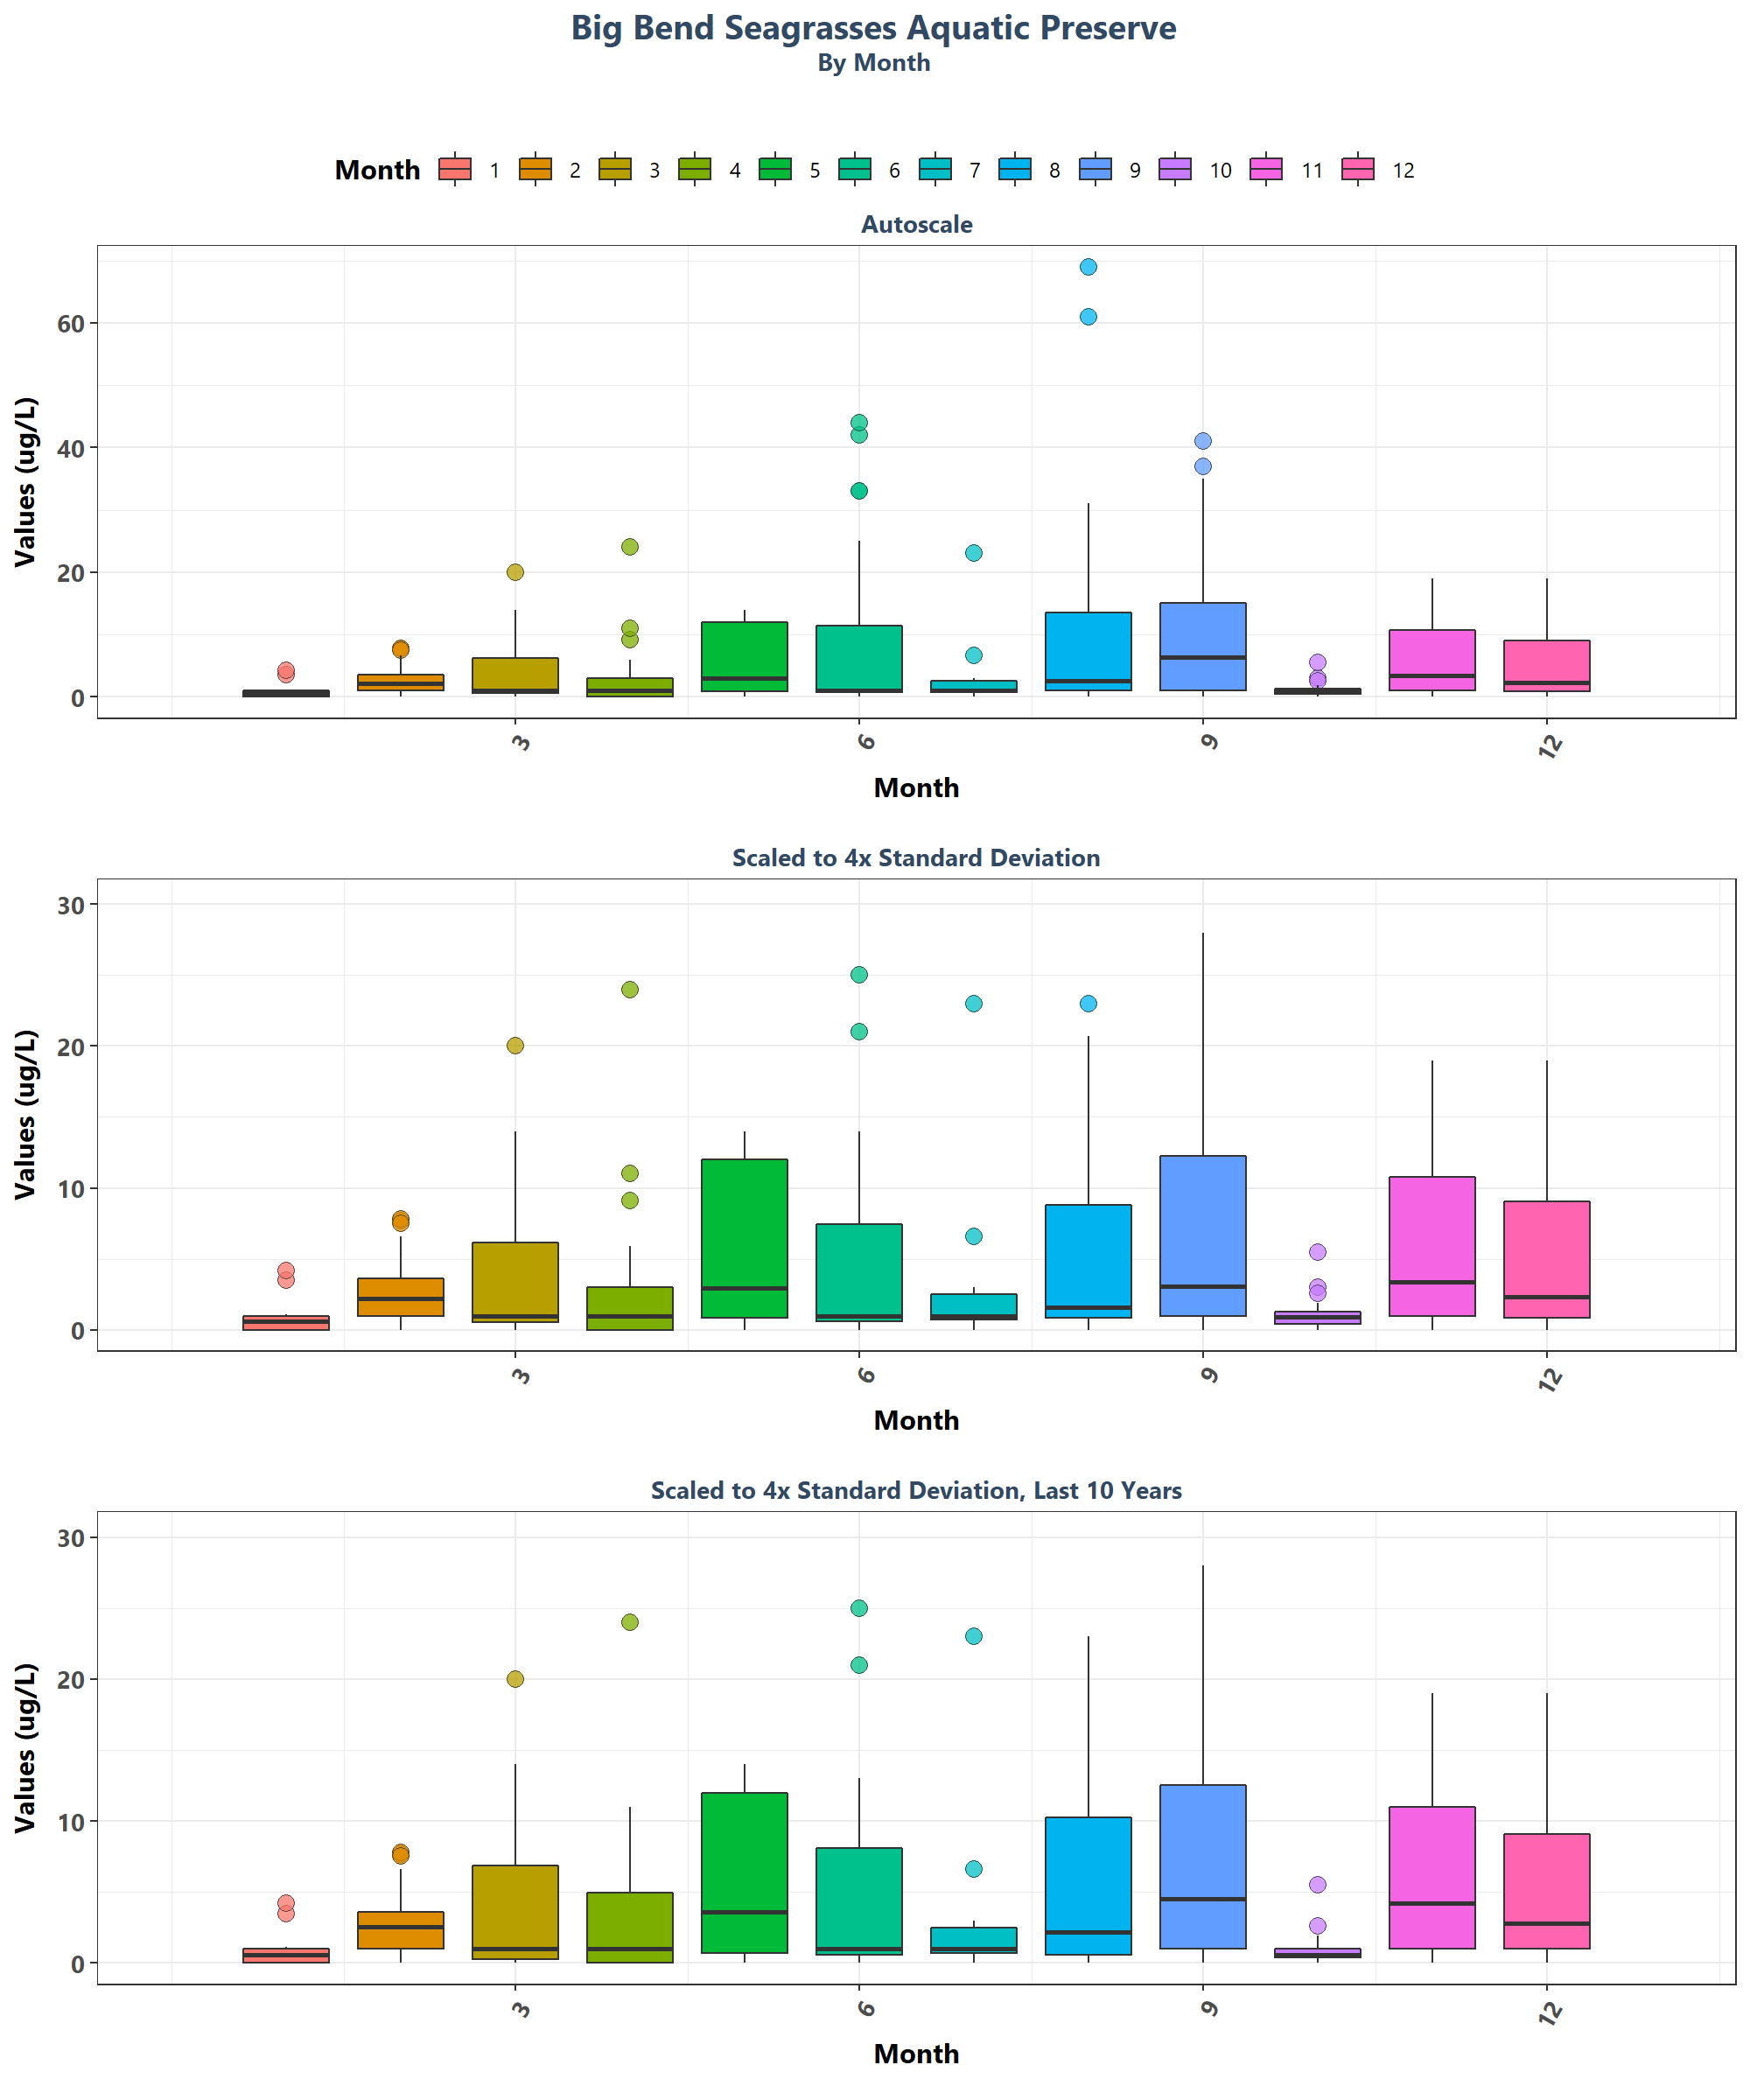 Big Bend Seagrasses Aquatic Preserve
By Month
Month 1 2 3 4 5 6 7 8 9 10 11 12
Autoscale
Values (ug/L)
60
40
20
0
3 6 9 12
Month
Scaled to 4x Standard Deviation
Values (ug/L)
30
20
10
0
3 6 9 12
Month
Scaled to 4x Standard Deviation, Last 10 Years
Values (ug/L)
30
20
10
0
3 6 9 12
Month